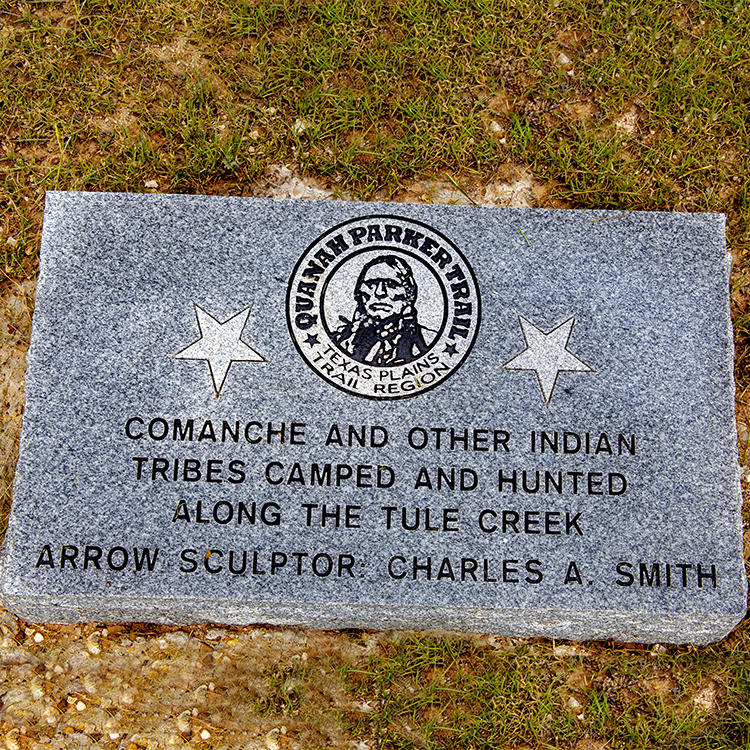 QUANAH PARKER TRAIL
TEXAS PLAINS
TRAIL REGION
COMANCHE AND OTHER INDIAN
TRIBES CAMPED AND HUNTED
ALONG THE TULE CREEK
ARROW SCULPTOR: CHARLES A. SMITH